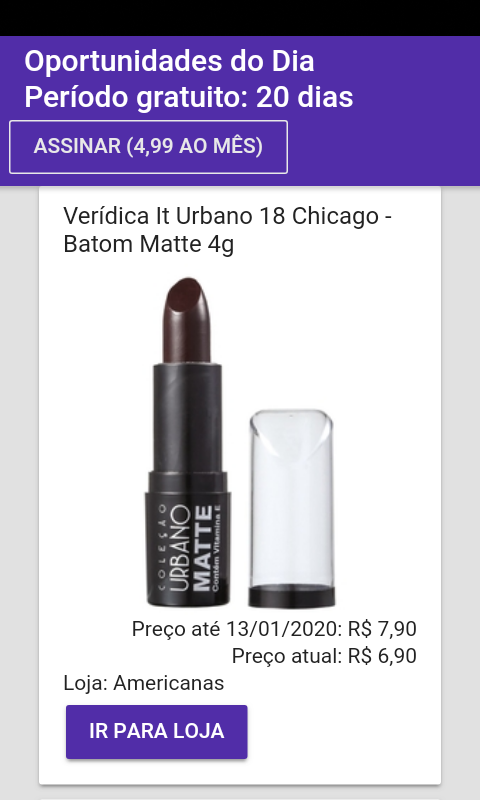 Oportunidades do Dia
Período gratuito: 20 dias
ASSINAR (4,99 AO MÊS)
Verídica It Urbano 18 Chicago -
Batom Matte 4g
COLEÇÃO
URBANO
MATTE
Contém Vitamina E
Preço até 13/01/2020: R$ 7,90
Preço atual: R$ 6,90
Loja: Americanas
IR PARA LOJA